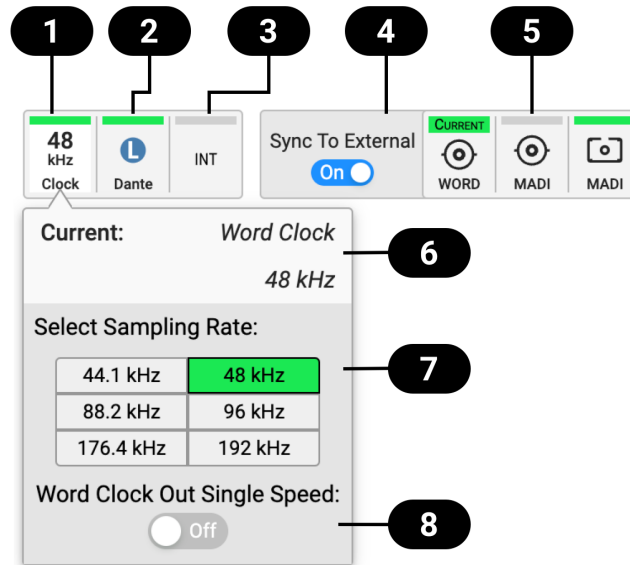 1 2 3 4 5
48
kHz
Clock
L
Dante
INT
Sync To External
On
CURRENT
WORD
MADI
MADI
Current: Word Clock
48 kHz
6
Select Sampling Rate:
44.1 kHz 48 kHz
88.2 kHz 96 kHz
176.4 kHz 192 kHz
7
Word Clock Out Single Speed:
Off
8